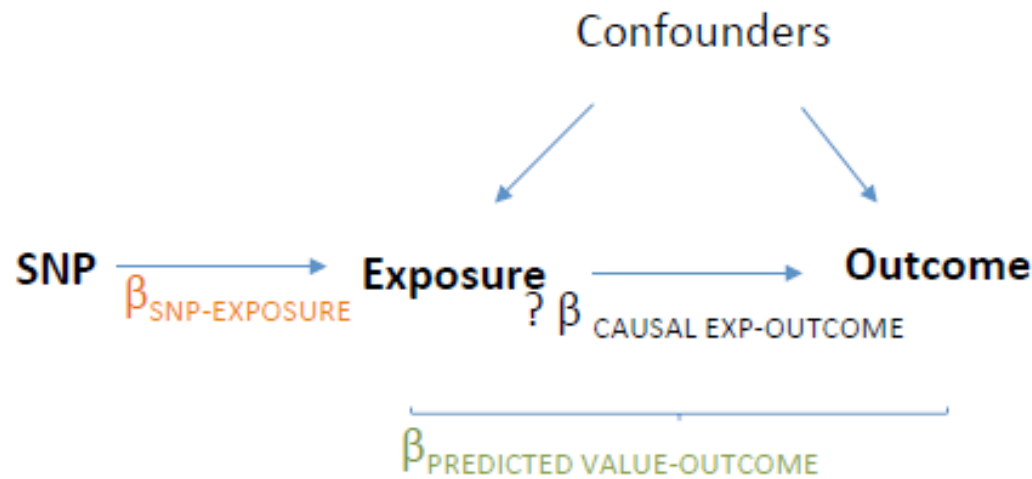 Confounders
SNP
Exposure
Outcome
βSNP-EXPOSURE
? β CAUSAL EXP-OUTCOME
βPREDICTED VALUE-OUTCOME